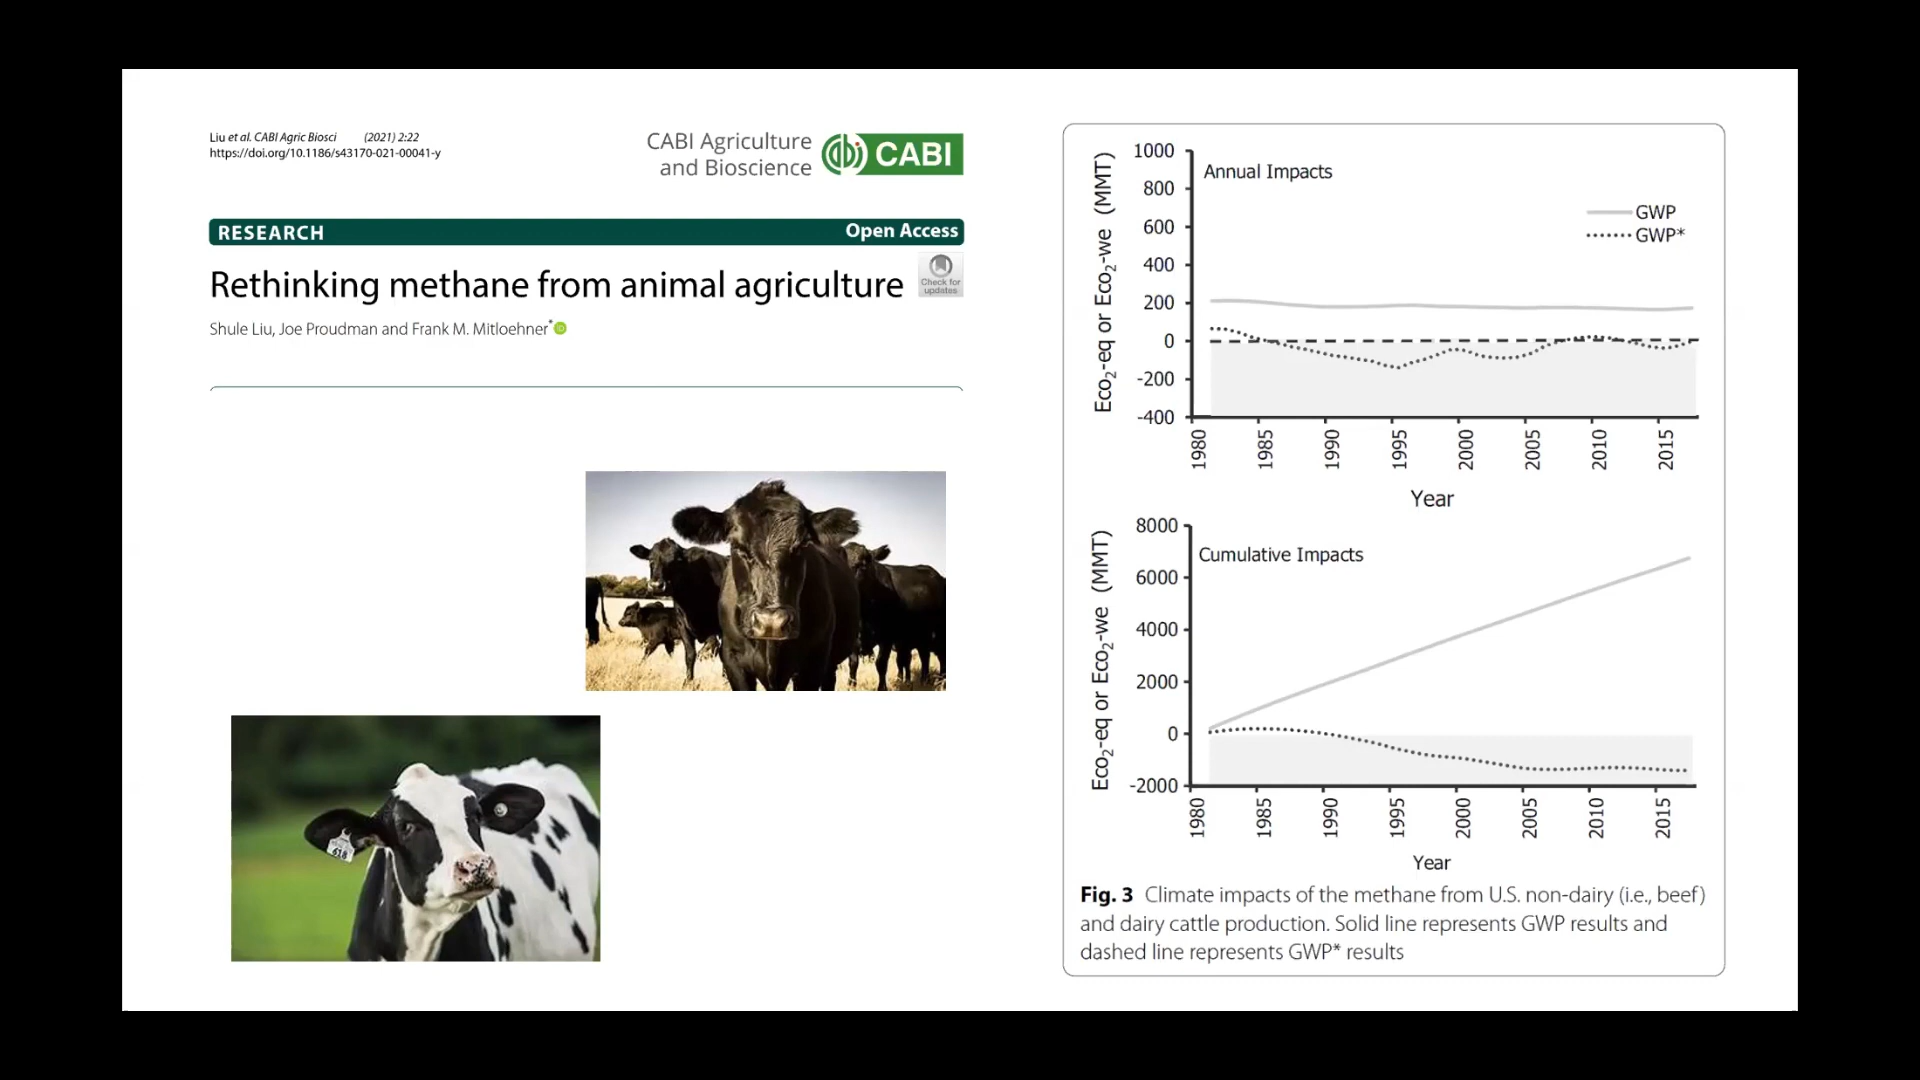 Liu et al. CABI Agric Biosci (2021) 2:22
https://doi.org/10.1186/s43170-021-00041-y
CABI Agriculture
and Bioscience
CABI
RESEARCH Open Access
Rethinking methane from animal agriculture
Check for
updates
Shule Liu, Joe Proudman and Frank M. Mitloehner*
618
Eco2-eq or Eco2-we (MMT)
1000
800
600
400
200
0
-200
-400
Annual Impacts
GWP
GWP*
1980 1985 1990 1995 2000 2005 2010 2015
Year
Eco2-eq or Eco2-we (MMT)
8000
6000
4000
2000
0
-2000
Cumulative Impacts
1980 1985 1990 1995 2000 2005 2010 2015
Year
Fig. 3 Climate impacts of the methane from U.S. non-dairy (i.e., beef)
and dairy cattle production. Solid line represents GWP results and
dashed line represents GWP* results